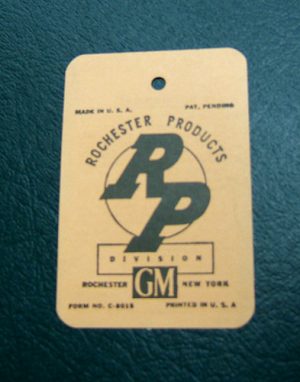 MADE IN U. S. A. PAT. PENDING
ROCHESTER PRODUCTS
RP
DIVISION
ROCHESTER GM NEW YORK
FORM NO. C-8015 PRINTED IN U. S. A